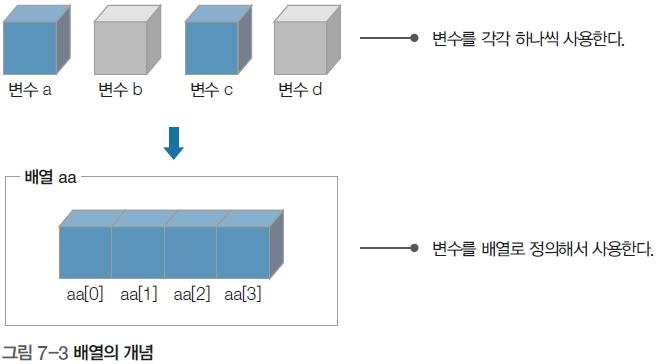 변수를 각각 하나씩 사용한다.
변수 a 변수 b 변수 c 변수 d
배열 aa
변수를 배열로 정의해서 사용한다.
aa[0] aa[1] aa[2] aa[3]
그림 7-3 배열의 개념